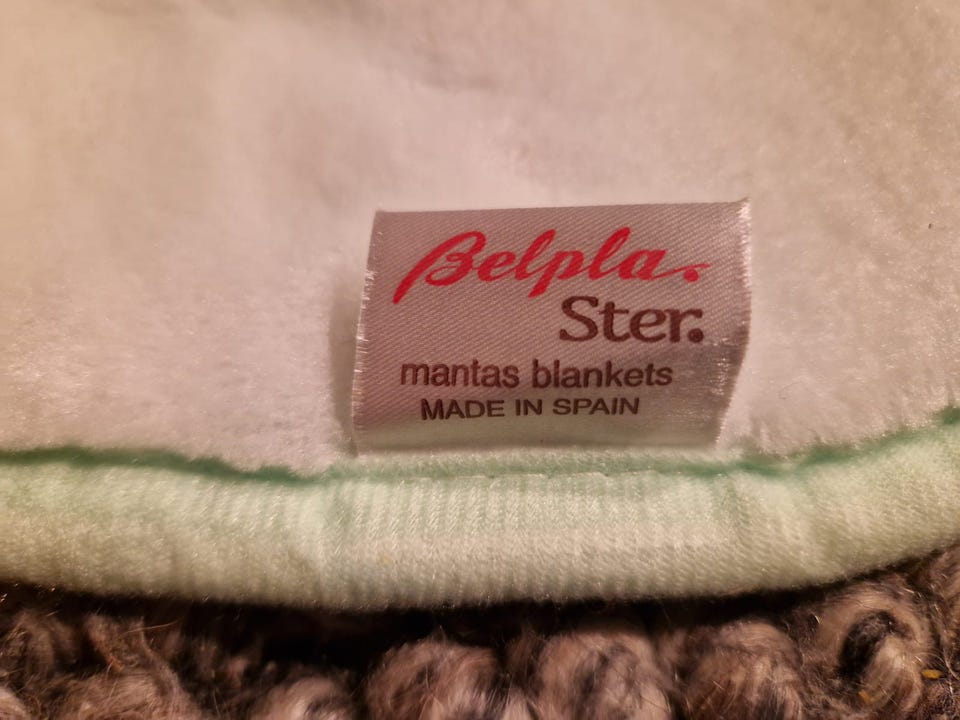 Belpla.
Ster.
mantas blankets
MADE IN SPAIN